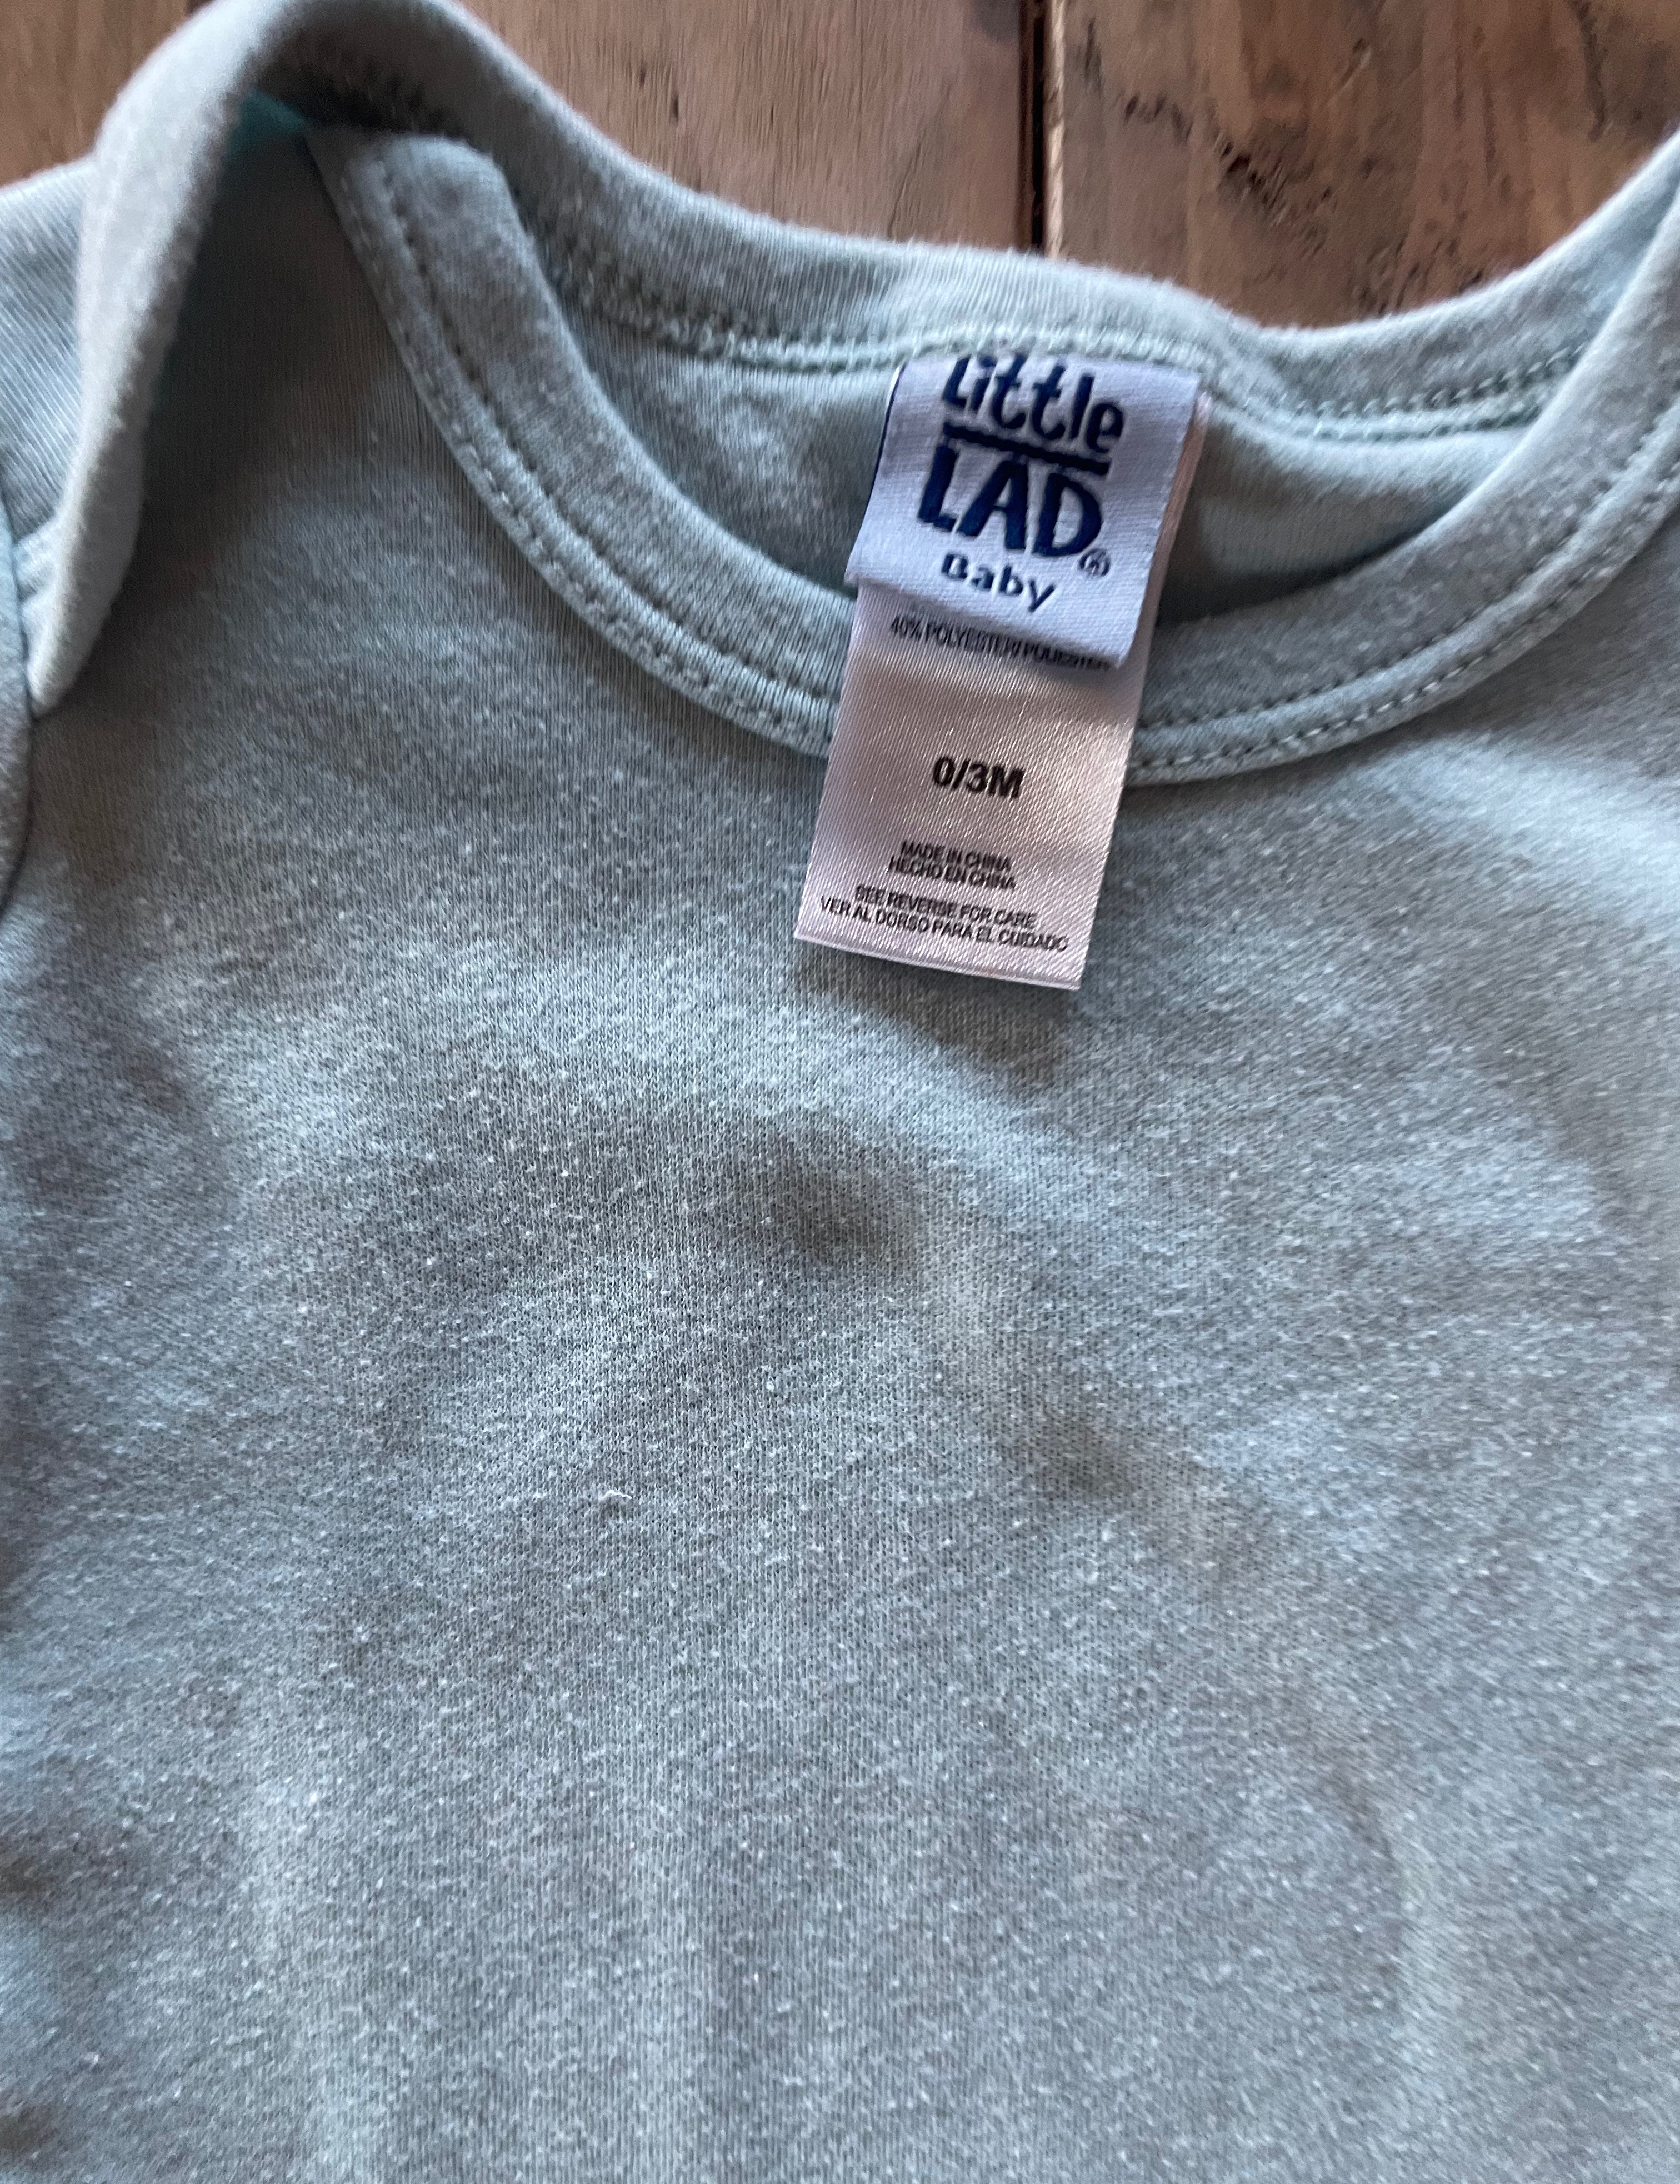 Little
LAD®
Baby
40% POLYESTER/POLIESTER
0/3M
MADE IN CHINA
HECHO EN CHINA
SEE REVERSE FOR CARE
VER AL DORSO PARA EL CUIDADO